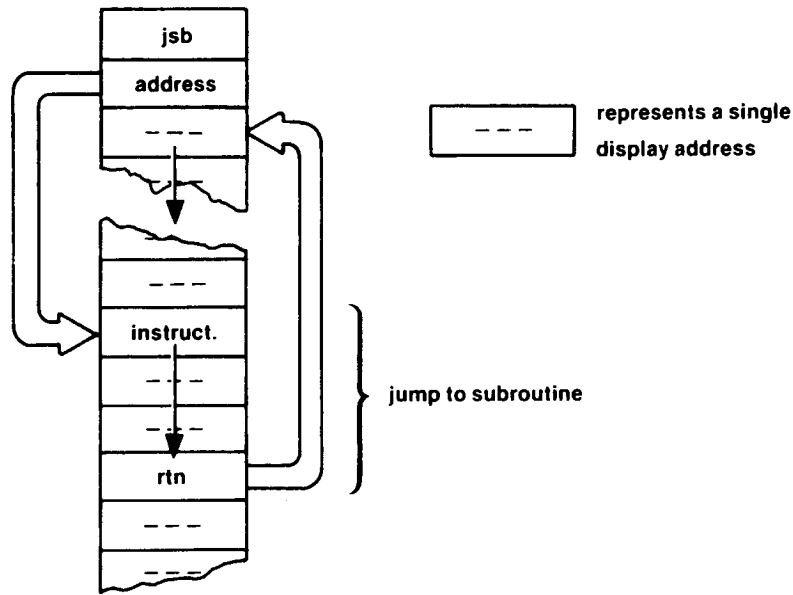 jsb
address
– – –
represents a single
– – –
display address
– – –
– – –
– – –
instruct.
– – –
– – –
jump to subroutine
rtn
– – –
– – –